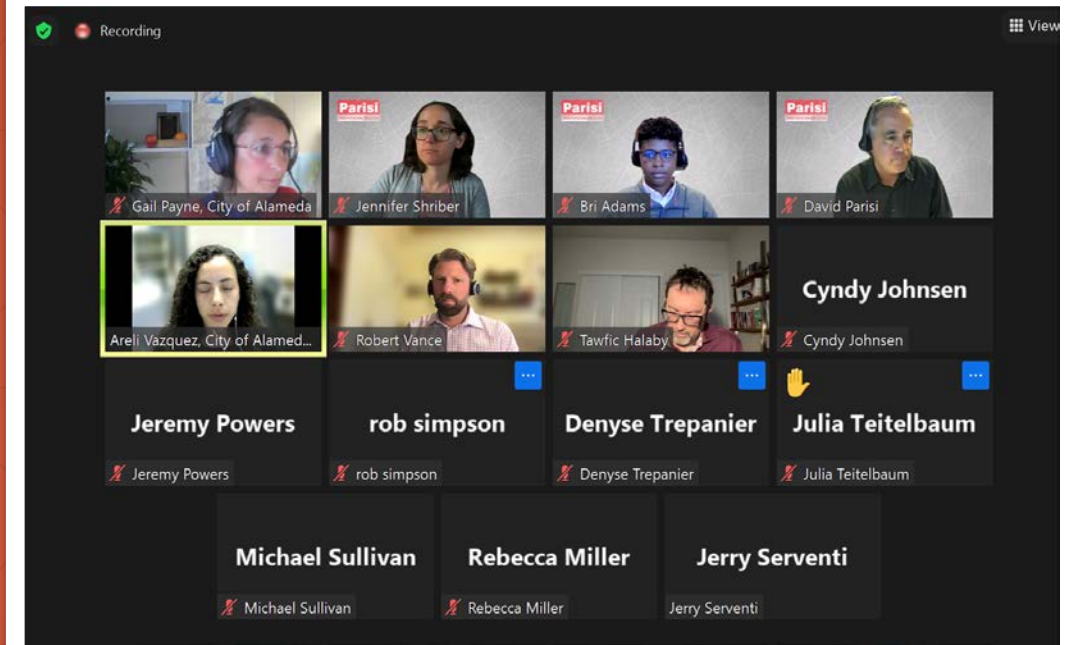 Recording
View
Parisi
Parisi
Parisi
Gail Payne, City of Alameda
Jennifer Shriber
Bri Adams
David Parisi
Areli Vazquez, City of Alamed...
Robert Vance
Tawfic Halaby
Cyndy Johnsen
Cyndy Johnsen
Jeremy Powers
Jeremy Powers
rob simpson
rob simpson
Denyse Trepanier
Denyse Trepanier
Julia Teitelbaum
Julia Teitelbaum
Michael Sullivan
Michael Sullivan
Rebecca Miller
Rebecca Miller
Jerry Serventi
Jerry Serventi